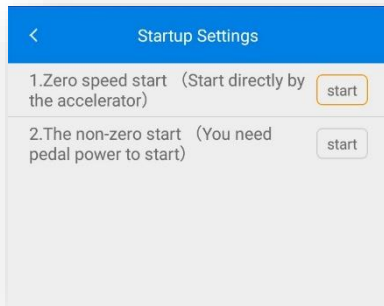 Startup Settings
1.Zero speed start （Start directly by
the accelerator）
start
2.The non-zero start （You need
pedal power to start）
start